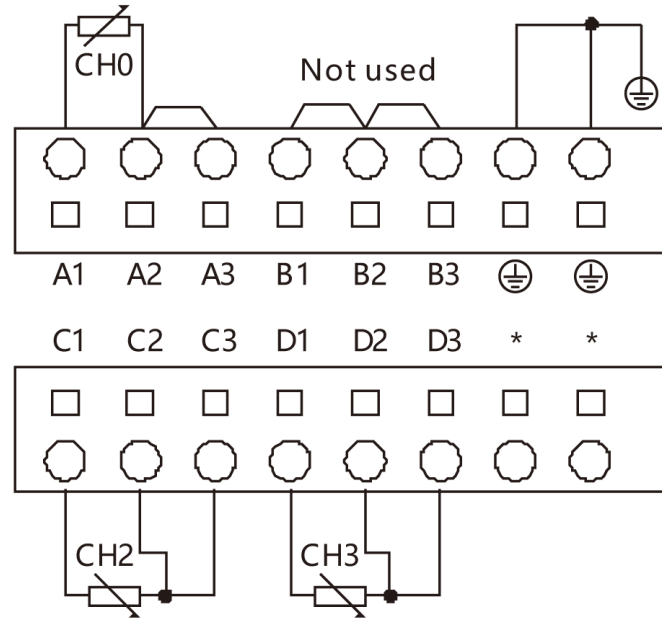 CH0
Not used
A1 A2 A3 B1 B2 B3
C1 C2 C3 D1 D2 D3 * *
CH2 CH3